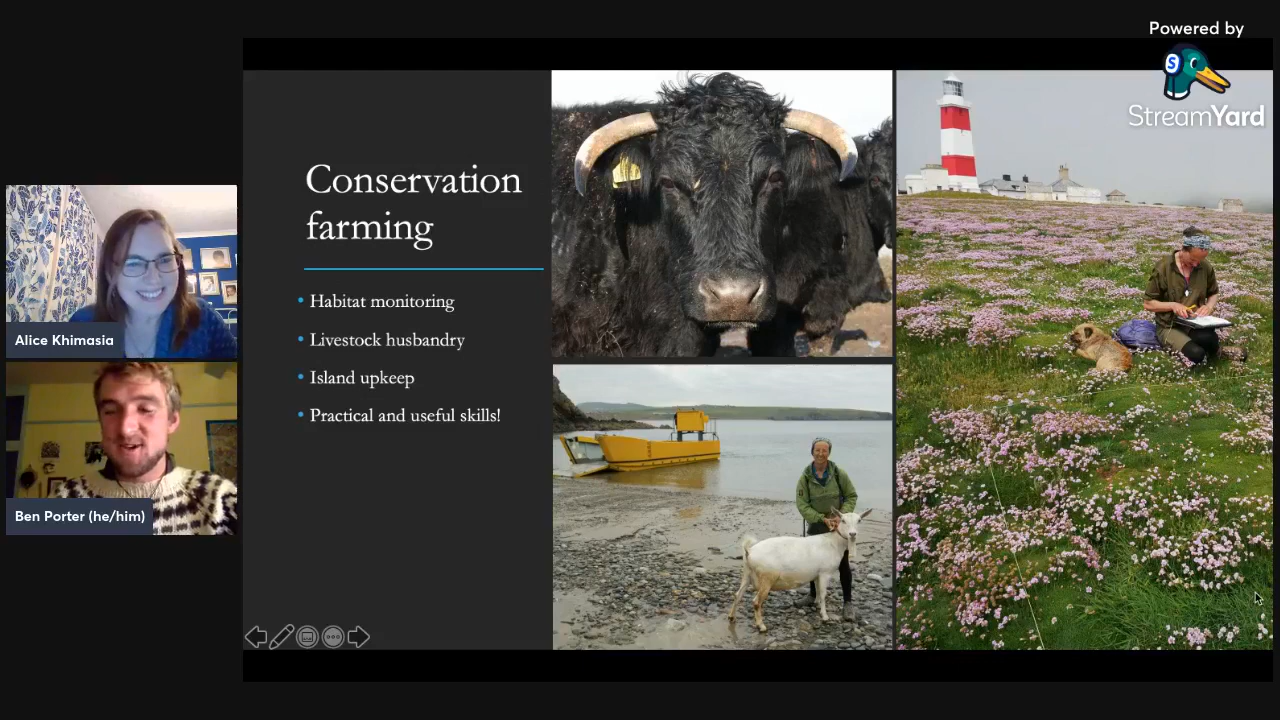 Powered by
StreamYard
Conservation
farming
• Habitat monitoring
• Livestock husbandry
• Island upkeep
• Practical and useful skills!
Alice Khimasia
Ben Porter (he/him)